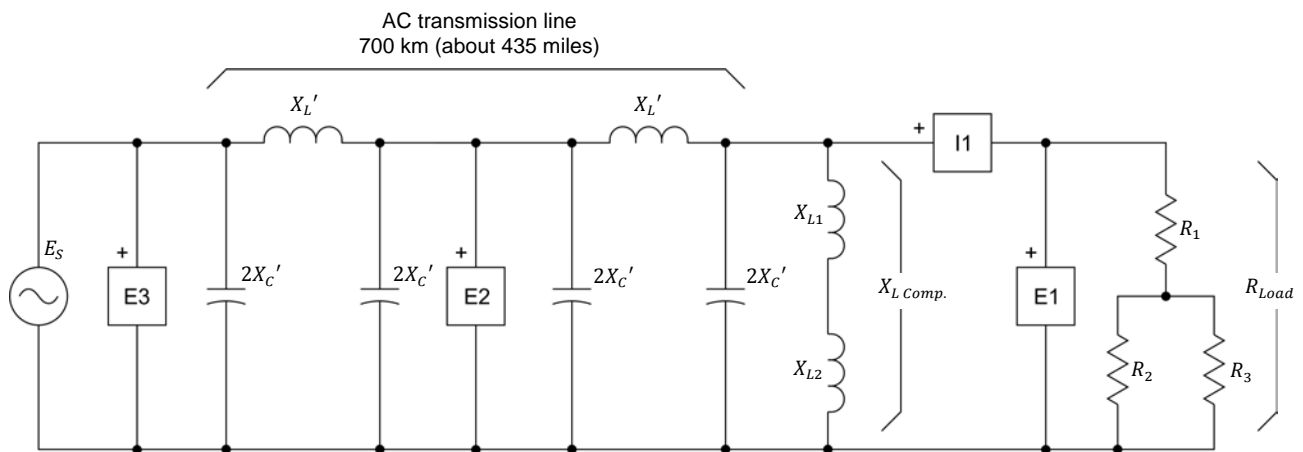 AC transmission line
700 km (about 435 miles)
X_L′
X_L′
+
I1
E_S
+
E3
2X_C′
2X_C′
+
E2
2X_C′
2X_C′
X_L1
X_L2
X_L Comp.
+
E1
R_1
R_2
R_3
R_Load